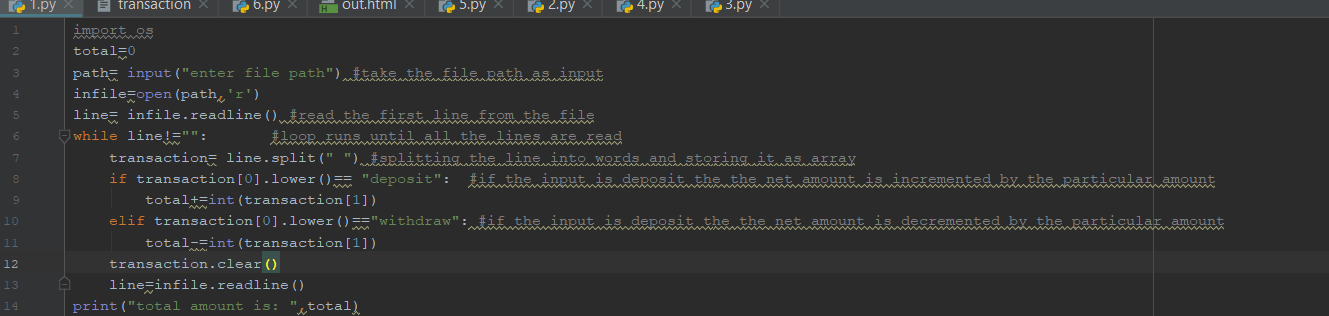 1.py transaction 6.py out.html 5.py 2.py 4.py 3.py
1 import os
2 total=0
3 path= input("enter file path") #take the file path as input
4 infile=open(path,'r')
5 line= infile.readline() #read the first line from the file
6 while line!="": #loop runs until all the lines are read
7 transaction= line.split(" ") #splitting the line into words and storing it as array
8 if transaction[0].lower()== "deposit": #if the input is deposit the the net amount is incremented by the particular amount
9 total+=int(transaction[1])
10 elif transaction[0].lower()=="withdraw": #if the input is deposit the the net amount is decremented by the particular amount
11 total-=int(transaction[1])
12 transaction.clear()
13 line=infile.readline()
14 print("total amount is: ",total)